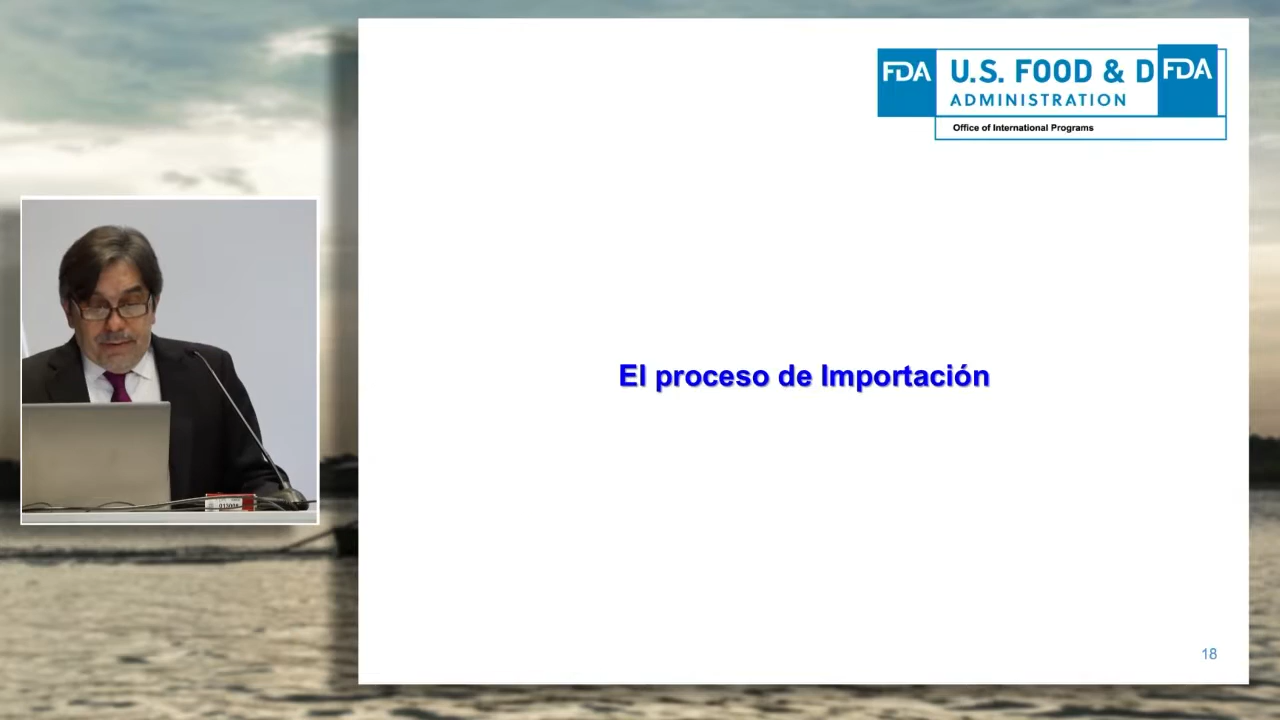 FDA U.S. FOOD & D FDA
ADMINISTRATION
Office of International Programs
El proceso de Importación
18